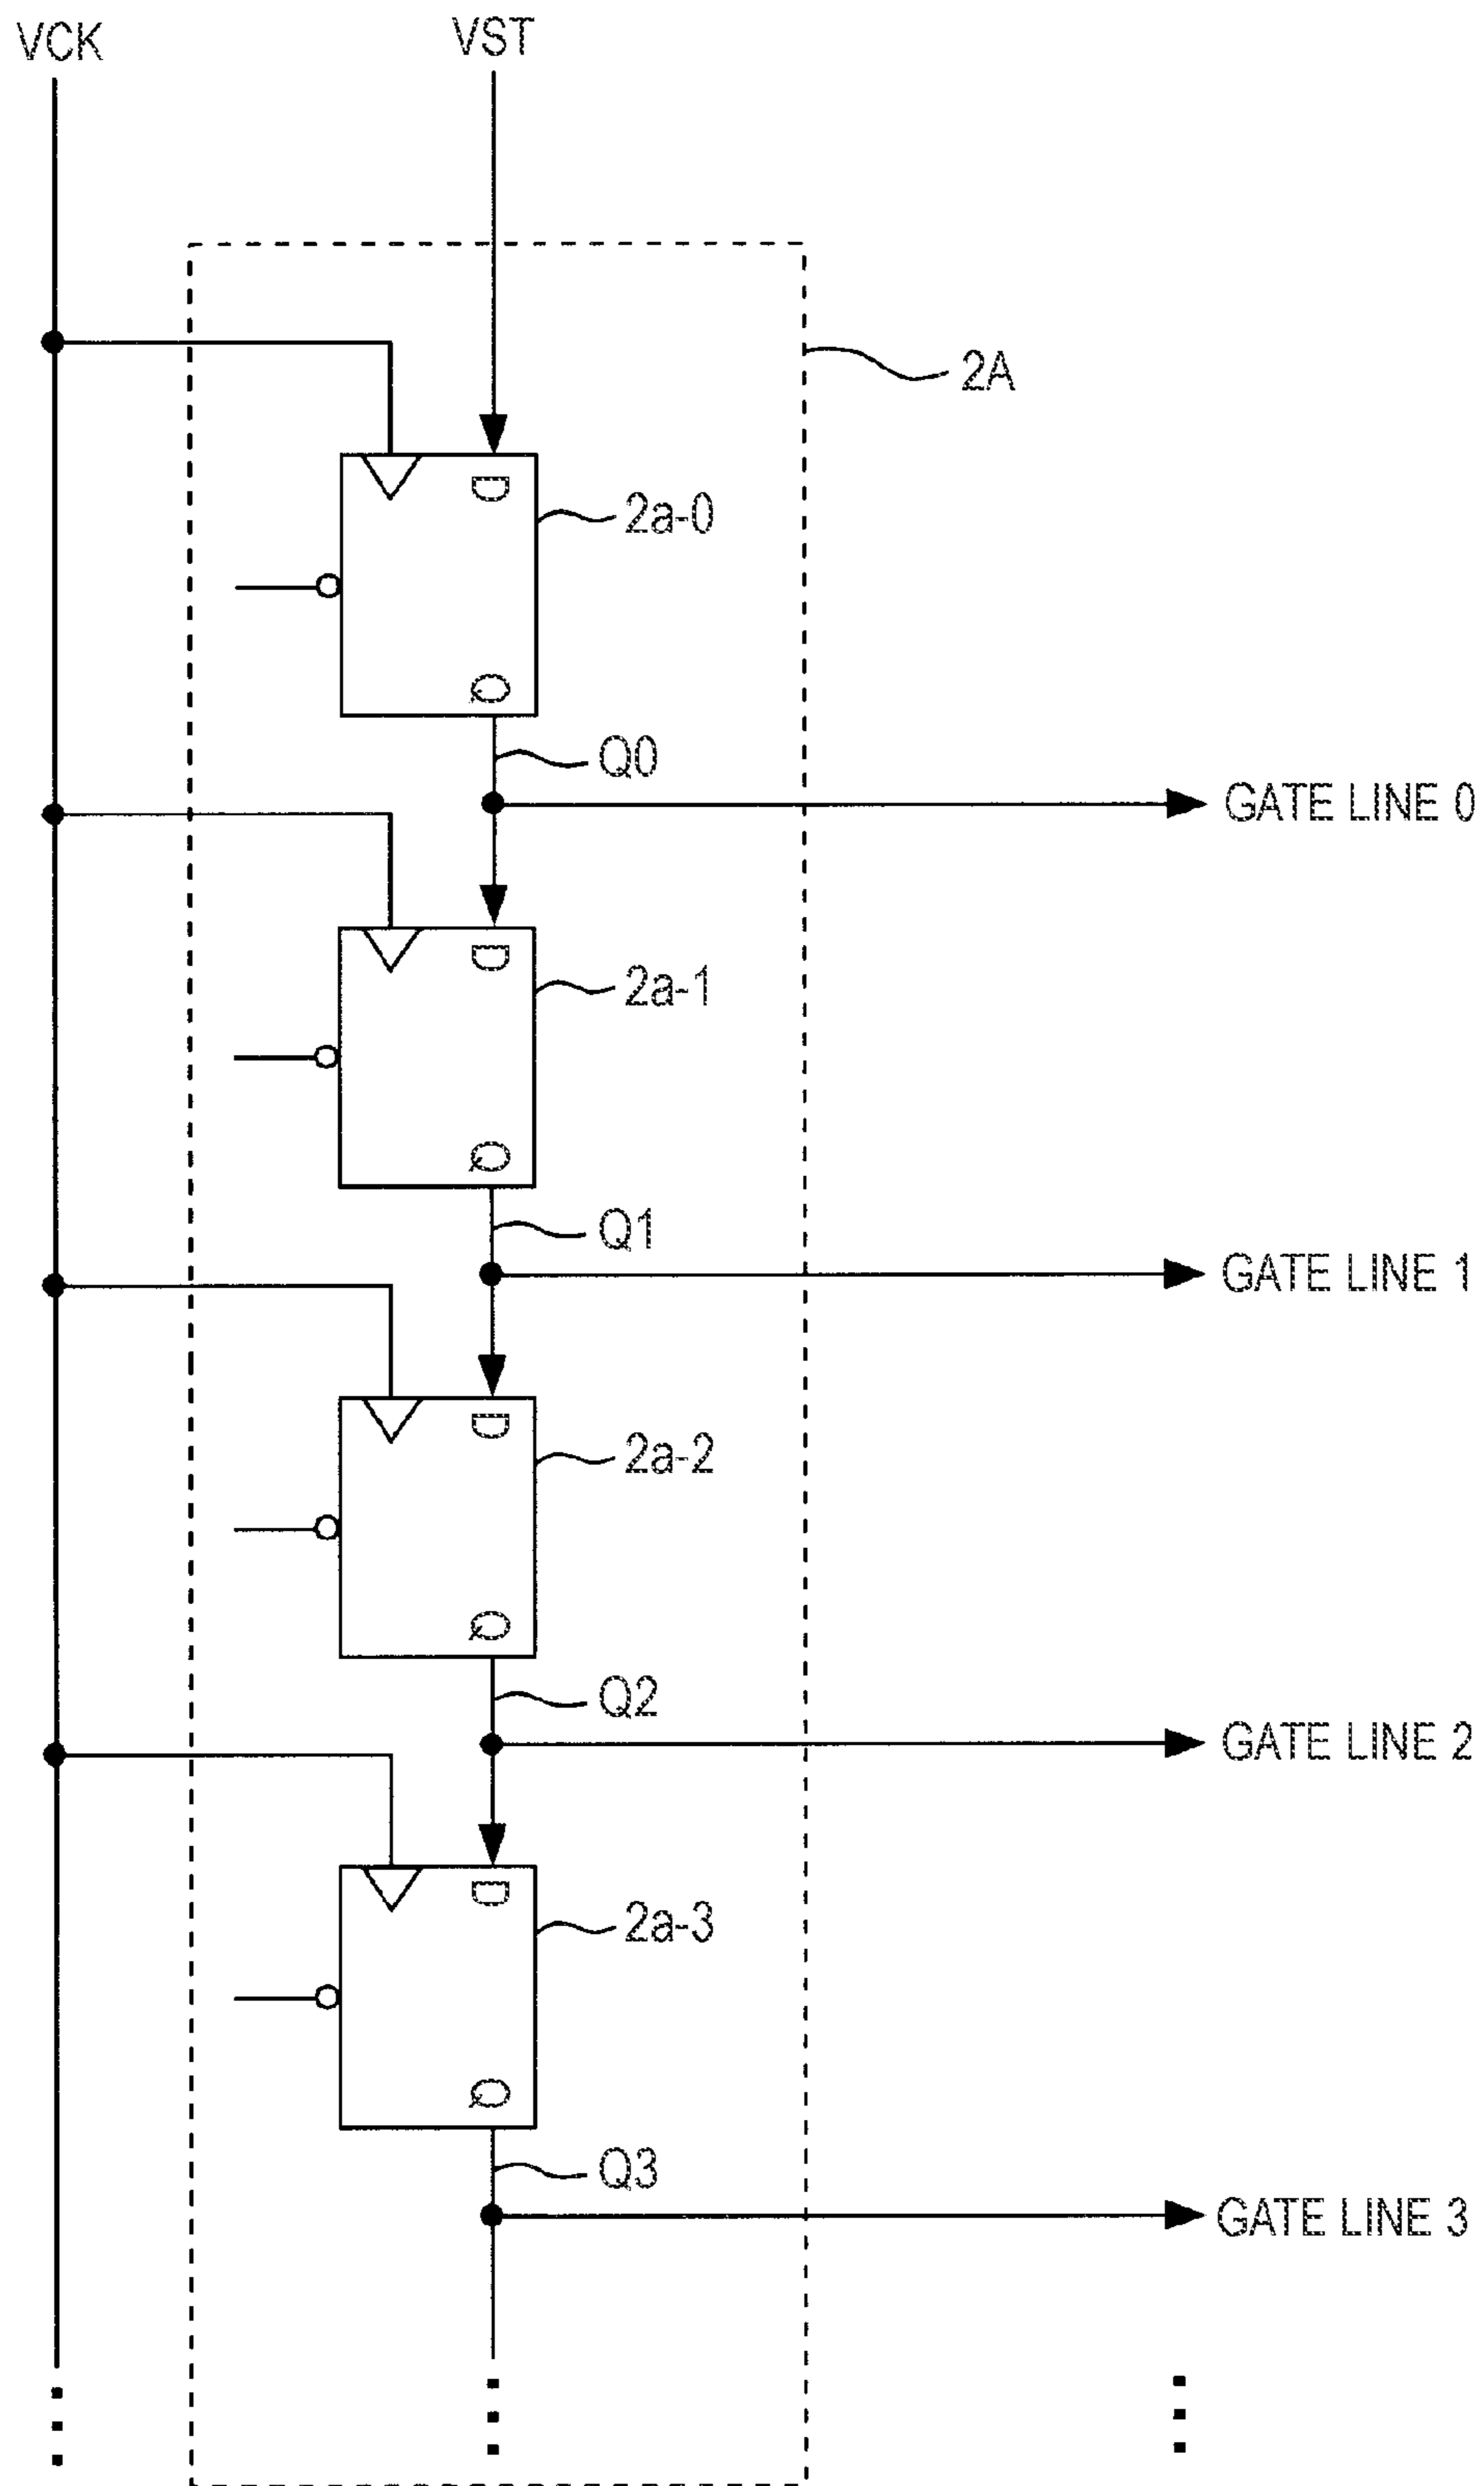 VCK
VST
2A
D
2a-0
Q
Q0
GATE LINE 0
D
2a-1
Q
Q1
GATE LINE 1
D
2a-2
Q
Q2
GATE LINE 2
D
2a-3
Q
Q3
GATE LINE 3